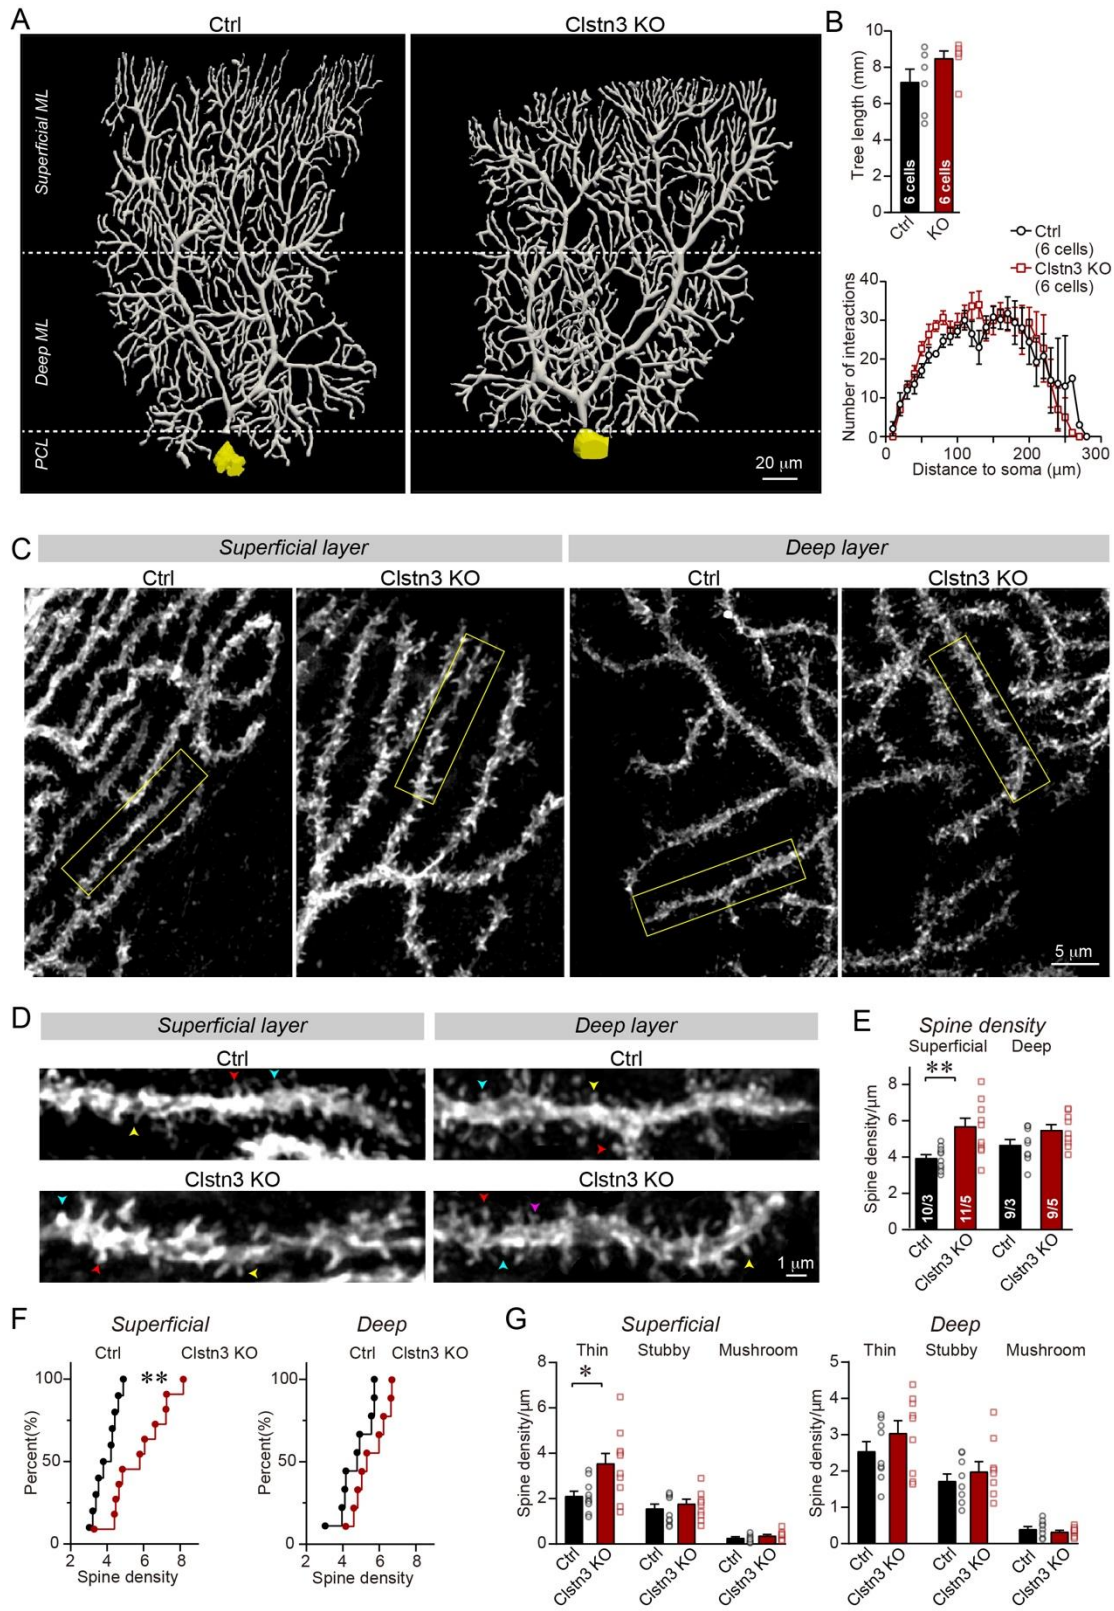 A
Ctrl
Clstn3 KO
Superficial ML
Deep ML
PCL
20 μm
B
Tree length (mm)
10
8
6
4
2
0
6 cells
6 cells
Ctrl
KO
Ctrl
(6 cells)
Clstn3 KO
(6 cells)
Number of interactions
40
30
20
10
0
0
100
200
300
Distance to soma (μm)
C
Superficial layer
Deep layer
Ctrl
Clstn3 KO
Ctrl
Clstn3 KO
5 μm
D
Superficial layer
Deep layer
Ctrl
Ctrl
Clstn3 KO
Clstn3 KO
1 μm
E
Spine density
Superficial
Deep
**
Spine density/μm
8
6
4
2
0
10/3
11/5
9/3
9/5
Ctrl
Clstn3 KO
Ctrl
Clstn3 KO
F
Superficial
Ctrl
Clstn3 KO
**
Percent(%)
100
50
0
2
4
6
8
Spine density
Deep
Ctrl
Clstn3 KO
Percent(%)
100
50
0
2
4
6
8
Spine density
G
Superficial
Thin
Stubby
Mushroom
*
Spine density/μm
8
6
4
2
0
Ctrl
Clstn3 KO
Ctrl
Clstn3 KO
Ctrl
Clstn3 KO
Deep
Thin
Stubby
Mushroom
Spine density/μm
5
4
3
2
1
0
Ctrl
Clstn3 KO
Ctrl
Clstn3 KO
Ctrl
Clstn3 KO